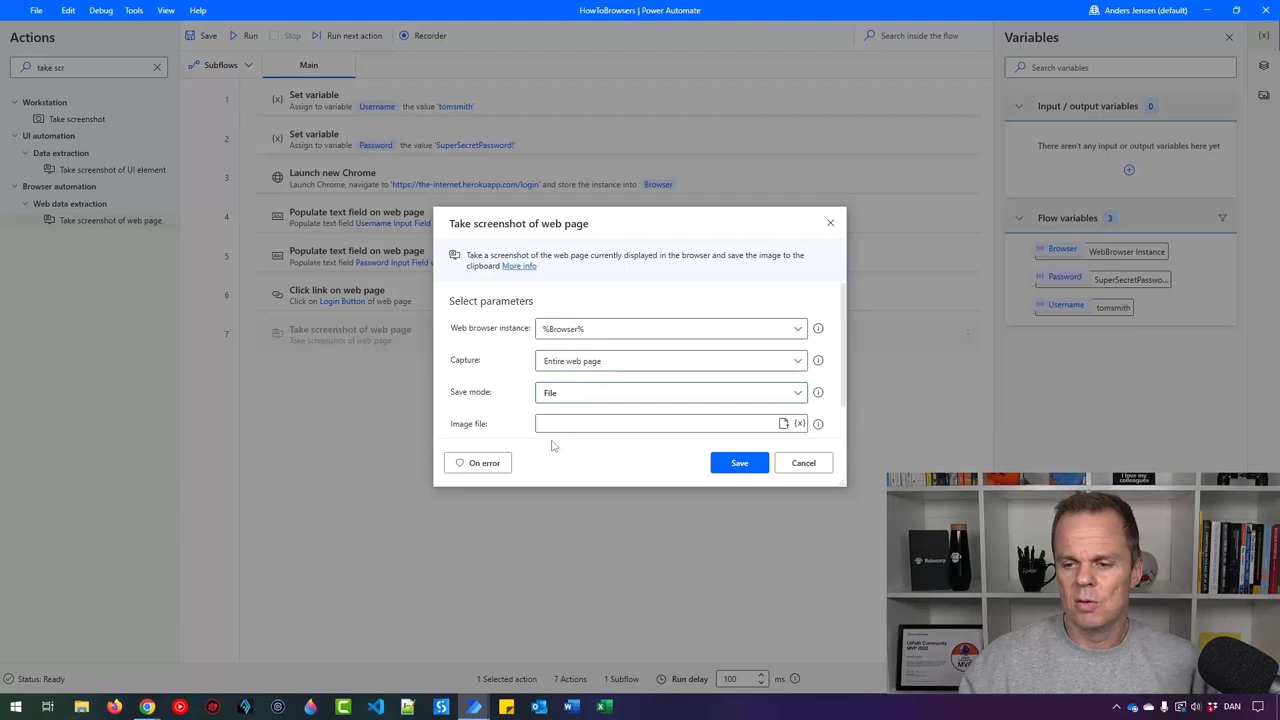 File
Edit
Debug
Tools
View
Help
HowToBrowsers | Power Automate
Anders Jensen (default)
Actions
take scr
Workstation
Take screenshot
UI automation
Data extraction
Take screenshot of UI element
Browser automation
Web data extraction
Take screenshot of web page
Save
Run
Stop
Run next action
Recorder
Search inside the flow
Subflows
Main
1
Set variable
Assign to variable Username the value 'tomsmith'
2
Set variable
Assign to variable Password the value 'SuperSecretPassword!'
3
Launch new Chrome
Launch Chrome, navigate to 'https://the-internet.herokuapp.com/login' and store the instance into Browser
4
Populate text field on web page
Populate text field Username Input Field
5
Populate text field on web page
Populate text field Password Input Field
6
Click link on web page
Click on Login Button of web page
7
Take screenshot of web page
Take screenshot of web page
Take screenshot of web page
Take a screenshot of the web page currently displayed in the browser and save the image to the
clipboard More info
Select parameters
Web browser instance:
%Browser%
Capture:
Entire web page
Save mode:
File
Image file:
{x}
On error
Save
Cancel
Variables
{x}
Search variables
Input / output variables 0
There aren't any input or output variables here yet
Flow variables 3
Browser WebBrowser Instance
Password SuperSecretPasswo...
Username tomsmith
I love my
colleagues
Robocorp
UiPath Community
MVP 2022
Status: Ready
1 Selected action
7 Actions
1 Subflow
Run delay
100
ms
DAN